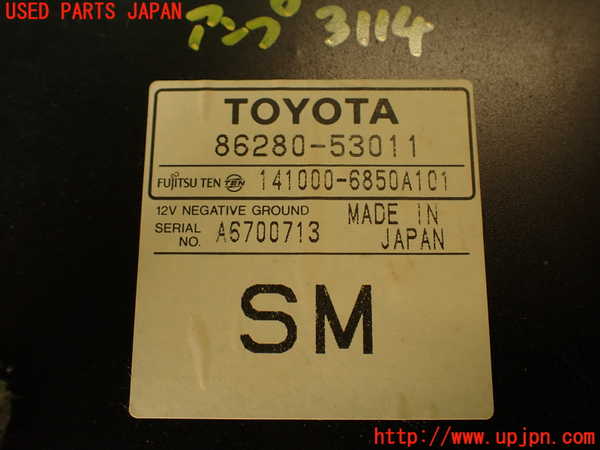 USED PARTS JAPAN
アンプ 3114
TOYOTA
86280-53011
FUJITSU TEN TEN 141000-6850A101
12V NEGATIVE GROUND MADE IN
SERIAL NO. A6700713 JAPAN
SM
http://www.upjpn.com